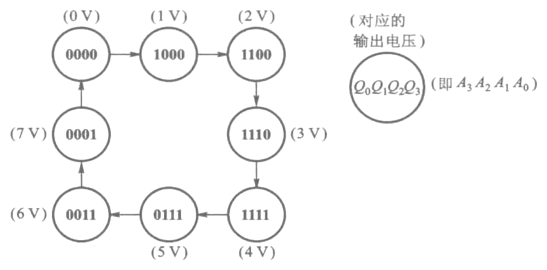 (0 V)
(1 V)
(2 V)
(对应的
输出电压)
0000
1000
1100
Q₀Q₁Q₂Q₃
(即 A₃ A₂ A₁ A₀)
(7 V)
0001
1110
(3 V)
(6 V)
0011
0111
1111
(5 V)
(4 V)